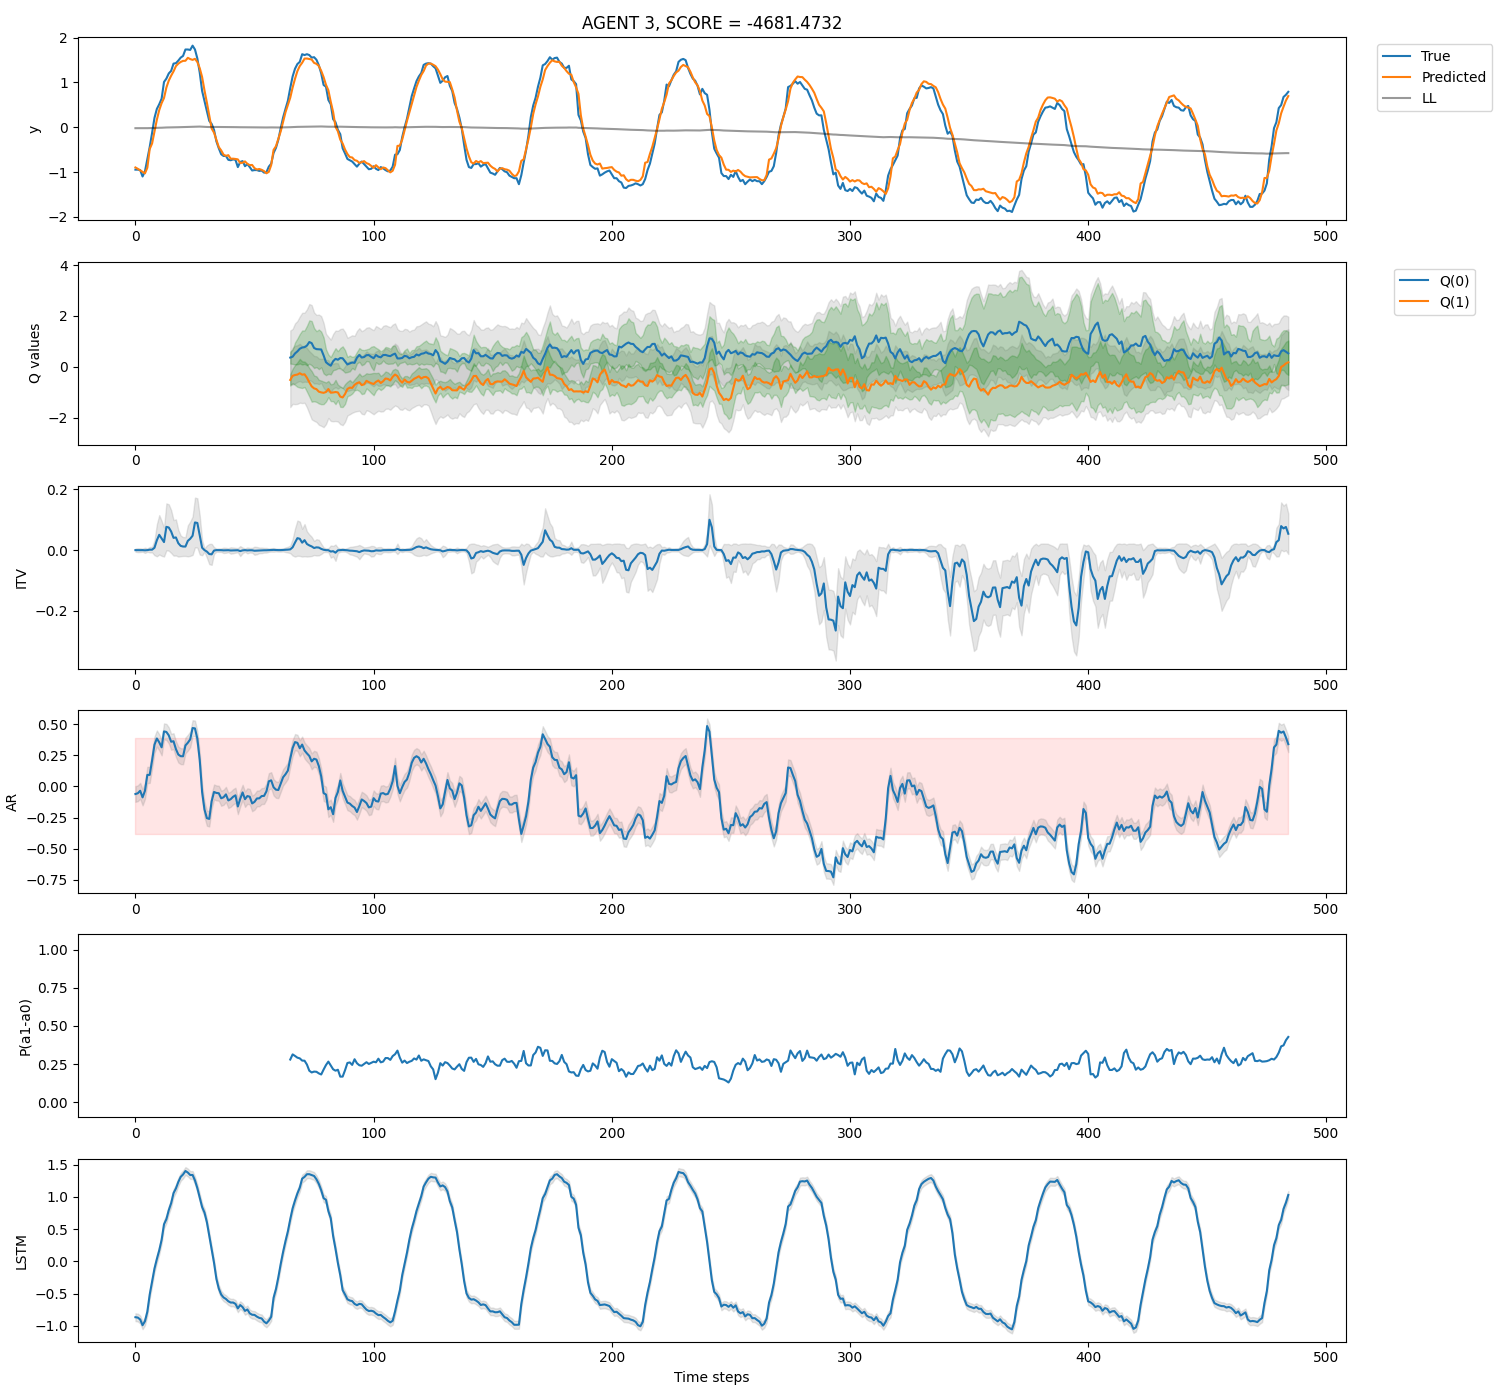 AGENT 3, SCORE = -4681.4732
y
2
1
0
−1
−2
0 100 200 300 400 500
True
Predicted
LL
Q values
4
2
0
−2
0 100 200 300 400 500
Q(0)
Q(1)
ITV
0.2
0.0
−0.2
0 100 200 300 400 500
AR
0.50
0.25
0.00
−0.25
−0.50
−0.75
0 100 200 300 400 500
P(a1-a0)
1.00
0.75
0.50
0.25
0.00
0 100 200 300 400 500
LSTM
1.5
1.0
0.5
0.0
−0.5
−1.0
0 100 200 300 400 500
Time steps